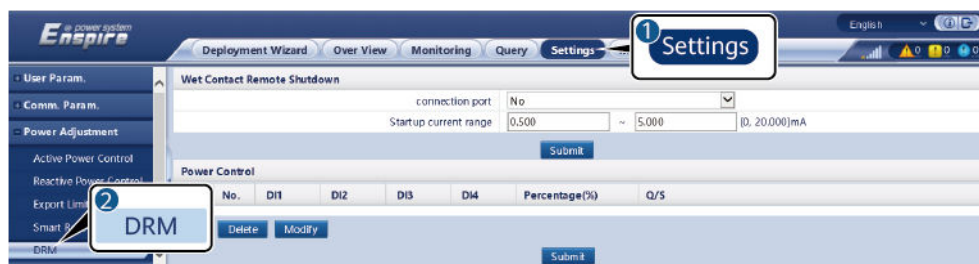 e power system
Enspire
English
Deployment Wizard Over View Monitoring Query Settings
1 Settings
0 0 0
User Param.
Comm. Param.
Power Adjustment
Active Power Control
Reactive Power Control
Export Limi
Smart R
DRM
2 DRM
Wet Contact Remote Shutdown
connection port No
Startup current range 0.500 ~ 5.000 [0, 20.000]mA
Submit
Power Control
No. DI1 DI2 DI3 DI4 Percentage(%) Q/S
Delete Modify
Submit